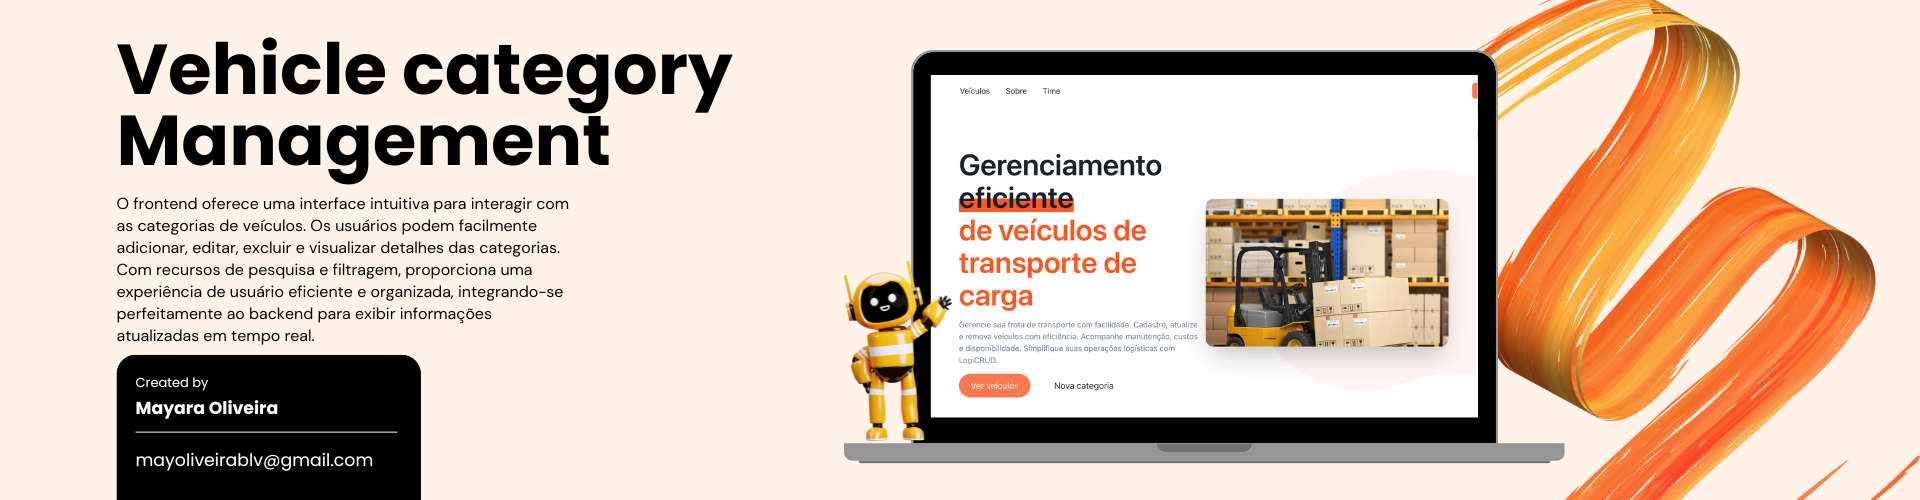 Vehicle category
Management
O frontend oferece uma interface intuitiva para interagir com
as categorias de veículos. Os usuários podem facilmente
adicionar, editar, excluir e visualizar detalhes das categorias.
Com recursos de pesquisa e filtragem, proporciona uma
experiência de usuário eficiente e organizada, integrando-se
perfeitamente ao backend para exibir informações
atualizadas em tempo real.
Created by
Mayara Oliveira
mayoliveirablv@gmail.com
Veículos Sobre Time
Gerenciamento
eficiente
de veículos de
transporte de
carga
Gerencie sua frota de transporte com facilidade. Cadastre, atualize
e remova veículos com eficiência. Acompanhe manutenção, custos
e disponibilidade. Simplifique suas operações logísticas com
LogiCRUD.
Ver veículos Nova categoria